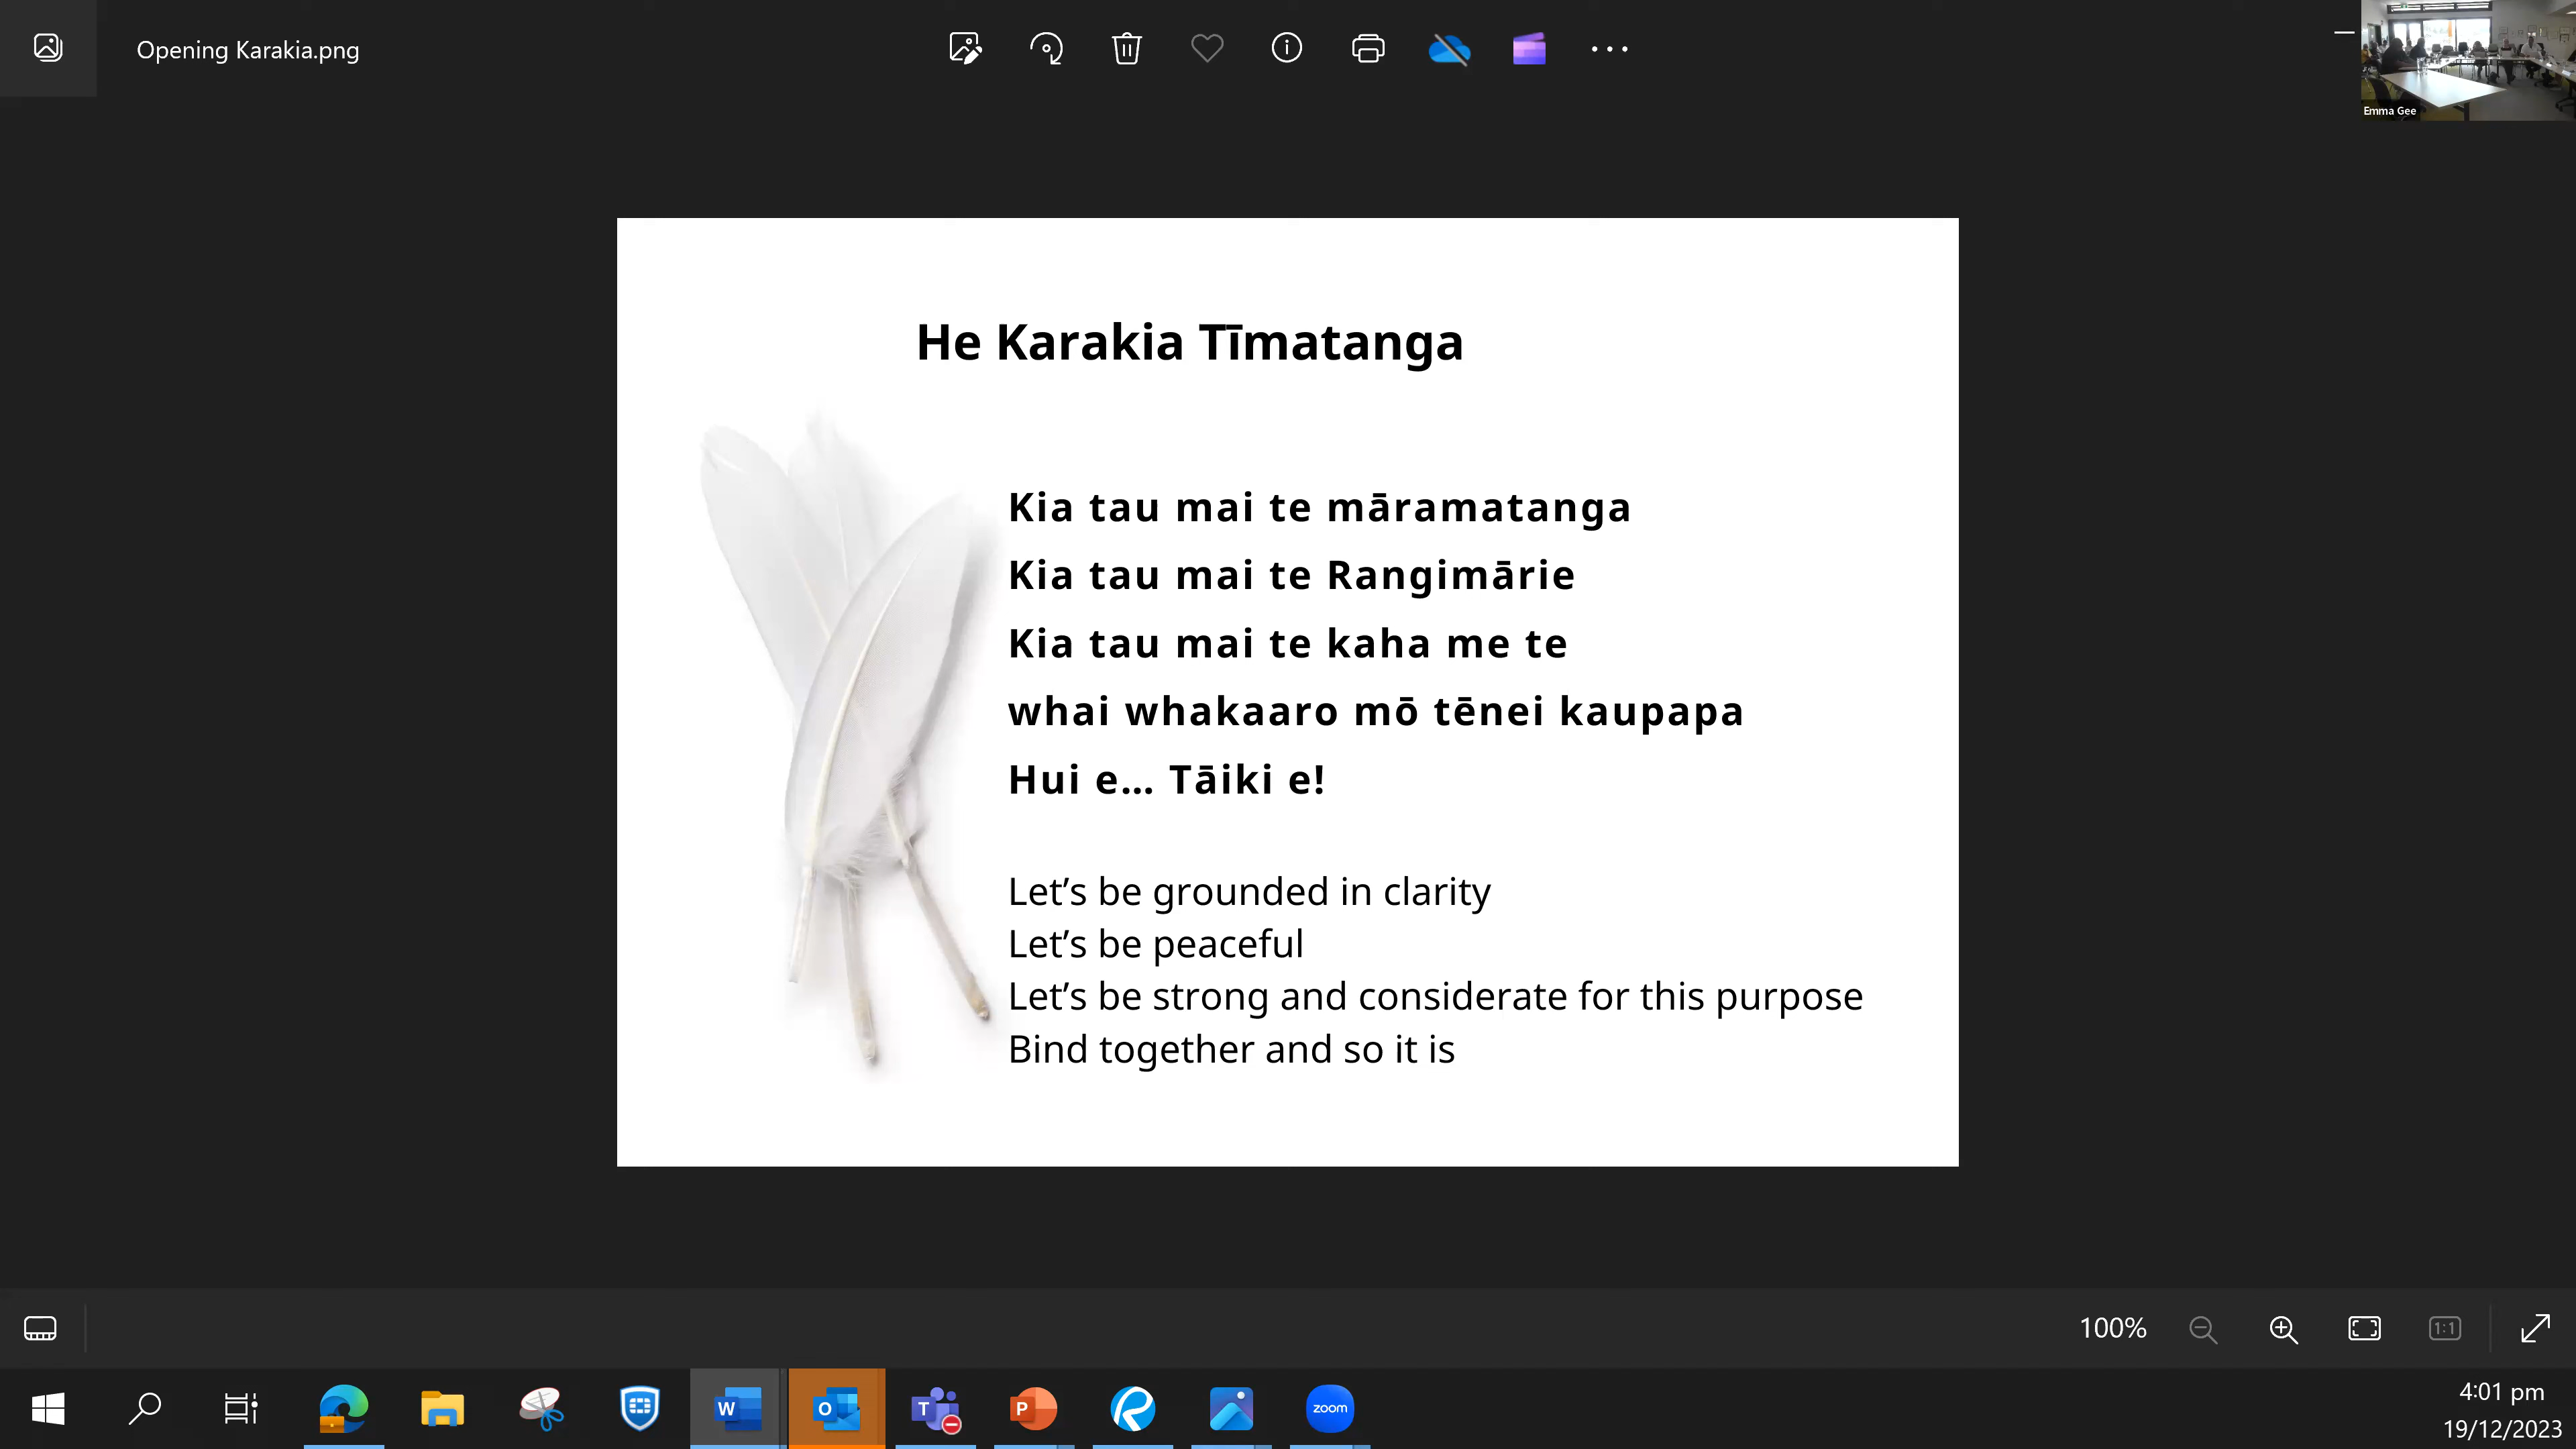 Opening Karakia.png
Emma Gee
He Karakia Tīmatanga
Kia tau mai te māramatanga
Kia tau mai te Rangimārie
Kia tau mai te kaha me te
whai whakaaro mō tēnei kaupapa
Hui e... Tāiki e!
Let’s be grounded in clarity
Let’s be peaceful
Let’s be strong and considerate for this purpose
Bind together and so it is
100%
1:1
W
O
T
P
zoom
4:01 pm
19/12/2023